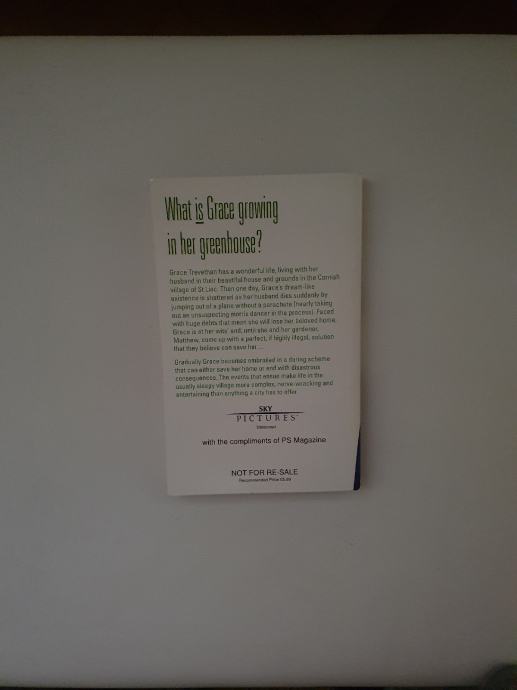 What is Grace growing
in her greenhouse?
Grace Trevethan has a wonderful life, living with her
husband in their beautiful house and grounds in the Cornish
village of St Liac. Then one day, Grace's dream-like
existence is shattered as her husband dies suddenly by
jumping out of a plane without a parachute (nearly taking
out an unsuspecting morris dancer in the process). Faced
with huge debts that mean she will lose her beloved home,
Grace is at her wits' end, until she and her gardener,
Matthew, come up with a perfect, if highly illegal, solution
that they believe can save her ...
Gradually Grace becomes embroiled in a daring scheme
that can either save her home or end with disastrous
consequences. The events that ensue make life in the
usually sleepy village more complex, nerve-wracking and
entertaining than anything a city has to offer.
SKY
PICTURES
with the compliments of PS Magazine
NOT FOR RE-SALE
Recommended Price £5.99